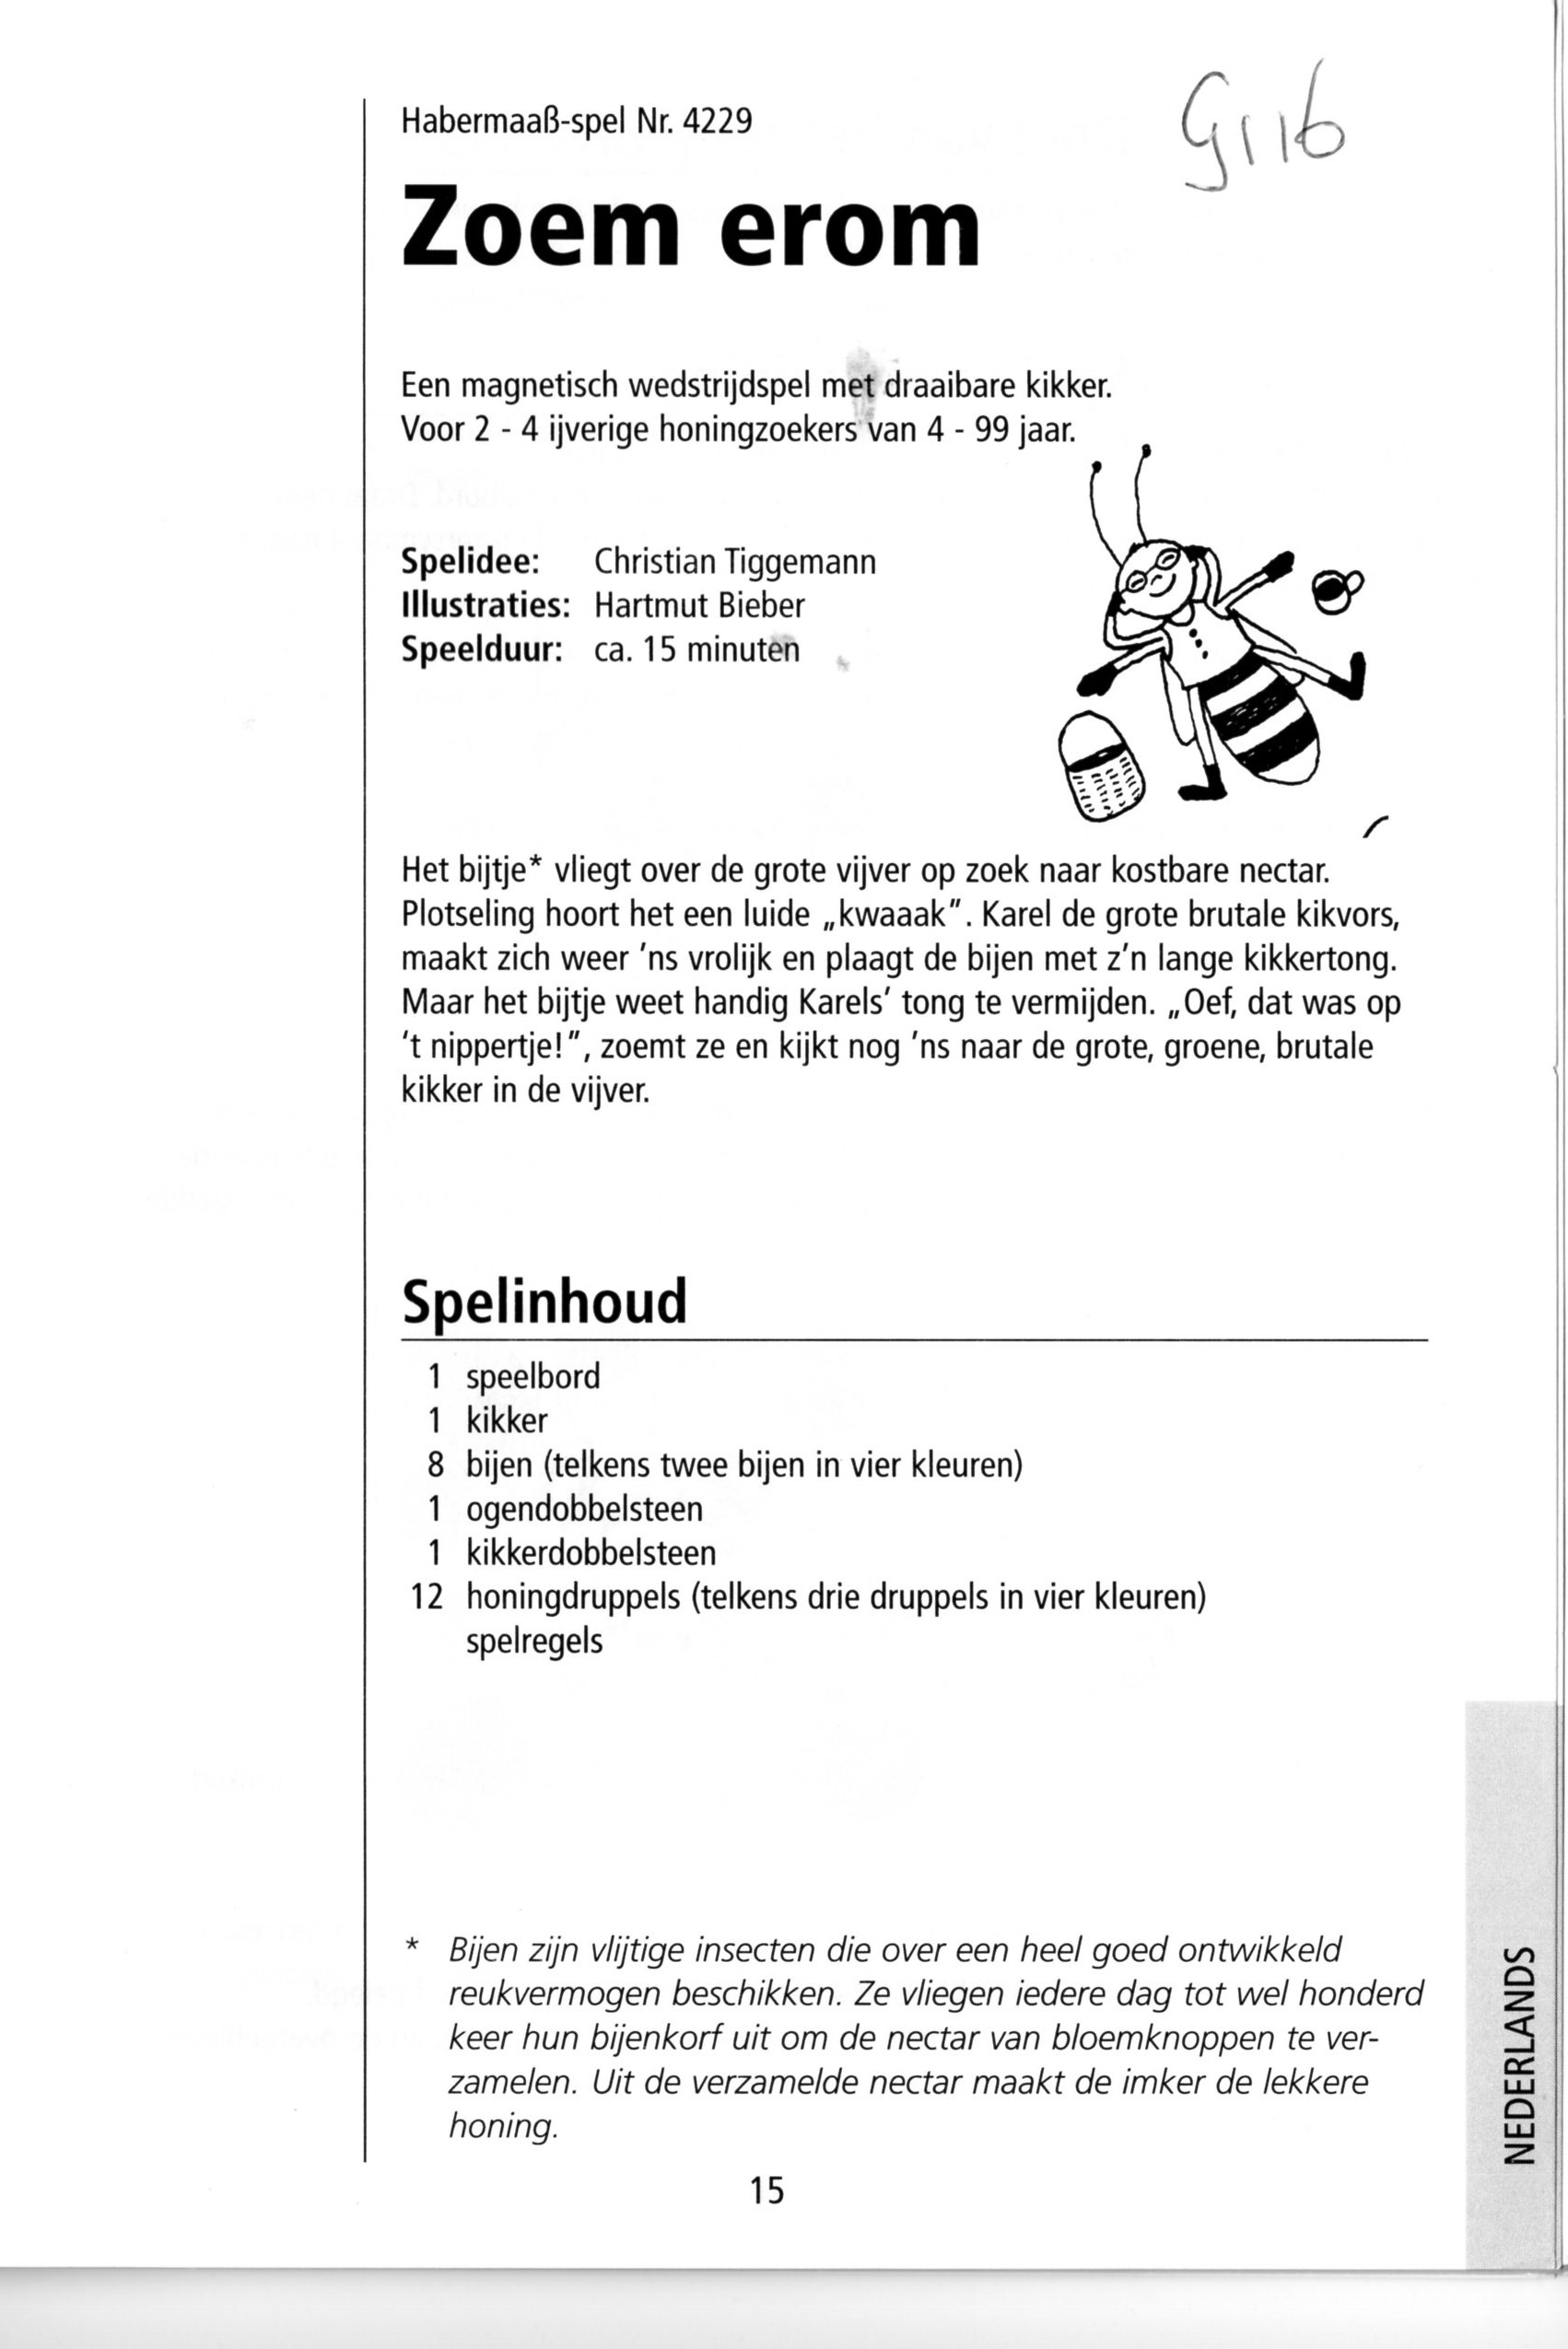 Habermaaß-spel Nr. 4229
G116
Zoem erom
Een magnetisch wedstrijdspel met draaibare kikker.
Voor 2 - 4 ijverige honingzoekers van 4 - 99 jaar.
Spelidee: Christian Tiggemann
Illustraties: Hartmut Bieber
Speelduur: ca. 15 minuten
Het bijtje* vliegt over de grote vijver op zoek naar kostbare nectar.
Plotseling hoort het een luide „kwaaak". Karel de grote brutale kikvors,
maakt zich weer 'ns vrolijk en plaagt de bijen met z'n lange kikkertong.
Maar het bijtje weet handig Karels' tong te vermijden. „Oef, dat was op
't nippertje!", zoemt ze en kijkt nog 'ns naar de grote, groene, brutale
kikker in de vijver.
Spelinhoud
1 speelbord
1 kikker
8 bijen (telkens twee bijen in vier kleuren)
1 ogendobbelsteen
1 kikkerdobbelsteen
12 honingdruppels (telkens drie druppels in vier kleuren)
spelregels
* Bijen zijn vlijtige insecten die over een heel goed ontwikkeld
reukvermogen beschikken. Ze vliegen iedere dag tot wel honderd
keer hun bijenkorf uit om de nectar van bloemknoppen te ver-
zamelen. Uit de verzamelde nectar maakt de imker de lekkere
honing.
15
NEDERLANDS